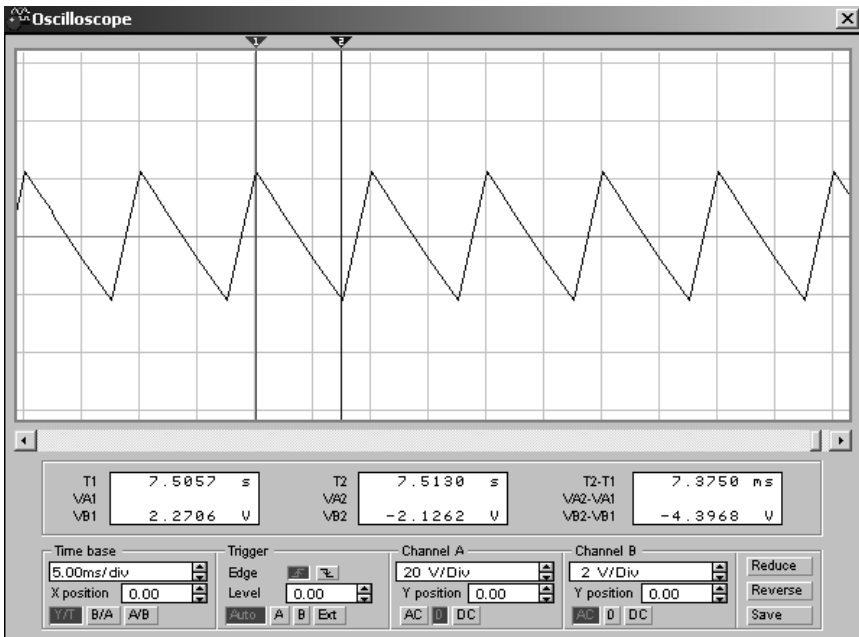 Oscilloscope
1 2
T1 7.5057 s T2 7.5130 s T2-T1 7.3750 ms
VA1 VA2 VA2-VA1
VB1 2.2706 V VB2 -2.1262 V VB2-VB1 -4.3968 V
Time base Trigger Channel A Channel B
5.00ms/div Edge 20 V/Div 2 V/Div Reduce
X position 0.00 Level 0.00 Y position 0.00 Y position 0.00 Reverse
Y/T B/A A/B Auto A B Ext AC 0 DC AC 0 DC Save